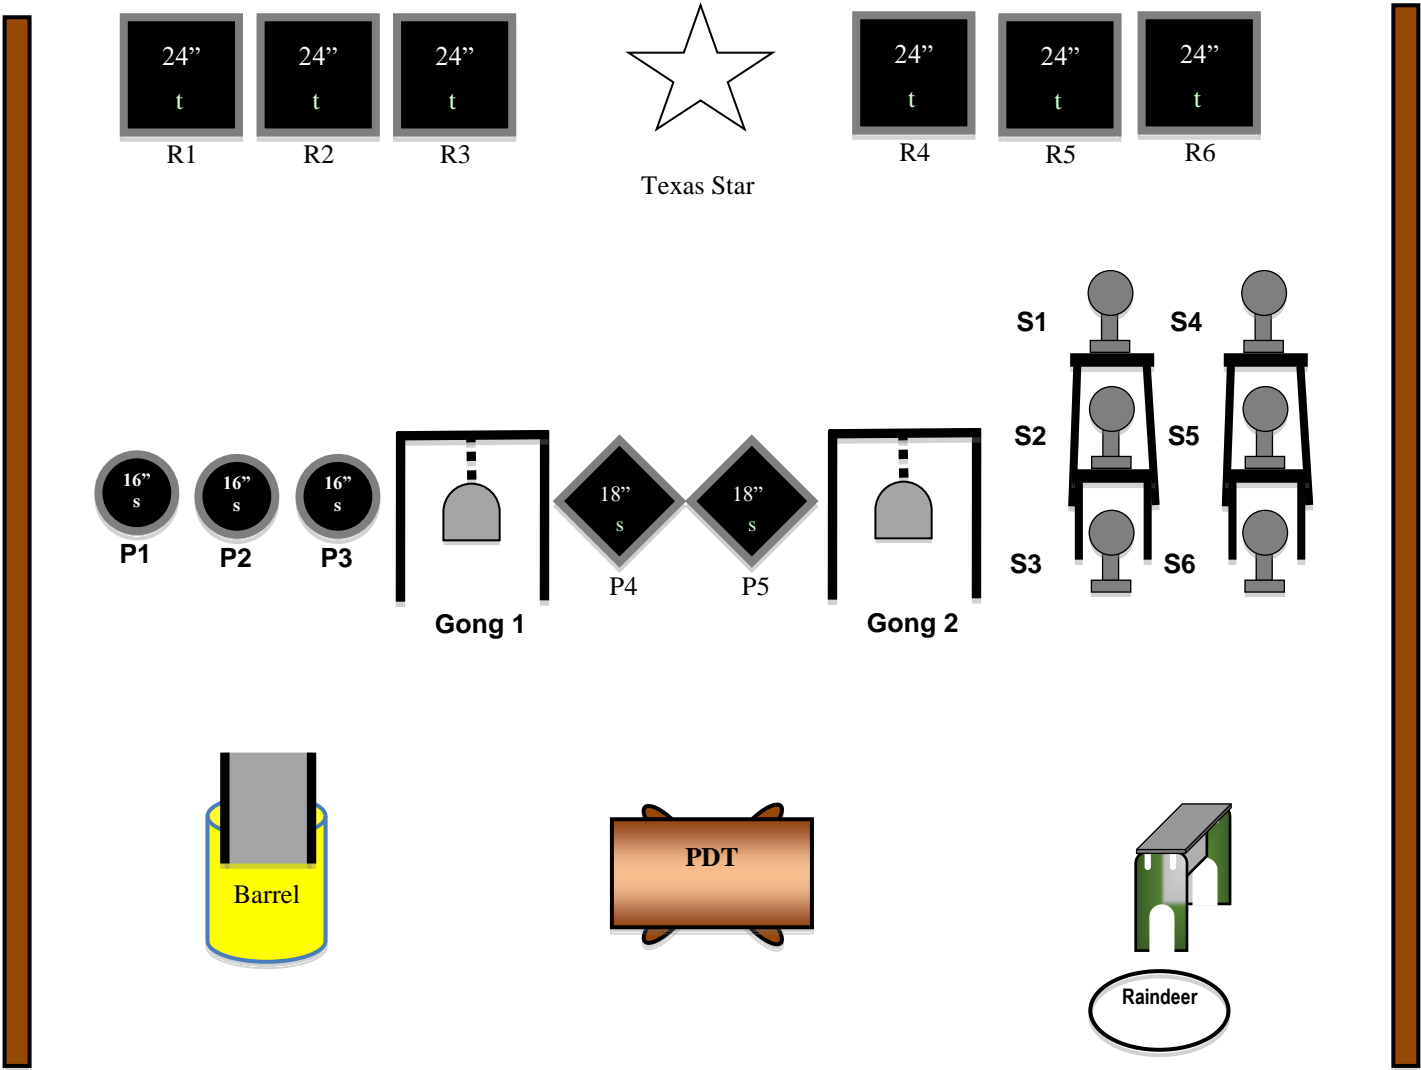 24”
t
R1
24”
t
R2
24”
t
R3
Texas Star
24”
t
R4
24”
t
R5
24”
t
R6
S1
S4
S2
S5
S3
S6
16”
s
P1
16”
s
P2
16”
s
P3
Gong 1
18”
s
P4
18”
s
P5
Gong 2
Barrel
PDT
Raindeer